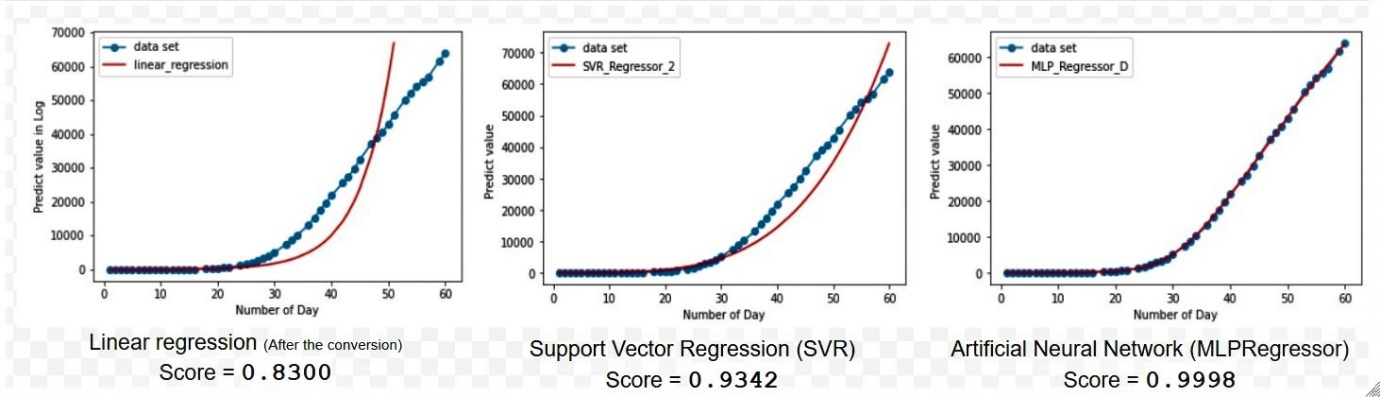 70000
60000
50000
40000
30000
20000
10000
0
Predict value in Log
data set
linear_regression
0 10 20 30 40 50 60
Number of Day
Linear regression (After the conversion)
Score = 0.8300
70000
60000
50000
40000
30000
20000
10000
0
Predict value
data set
SVR_Regressor_2
0 10 20 30 40 50 60
Number of Day
Support Vector Regression (SVR)
Score = 0.9342
60000
50000
40000
30000
20000
10000
0
Predict value
data set
MLP_Regressor_D
0 10 20 30 40 50 60
Number of Day
Artificial Neural Network (MLPRegressor)
Score = 0.9998